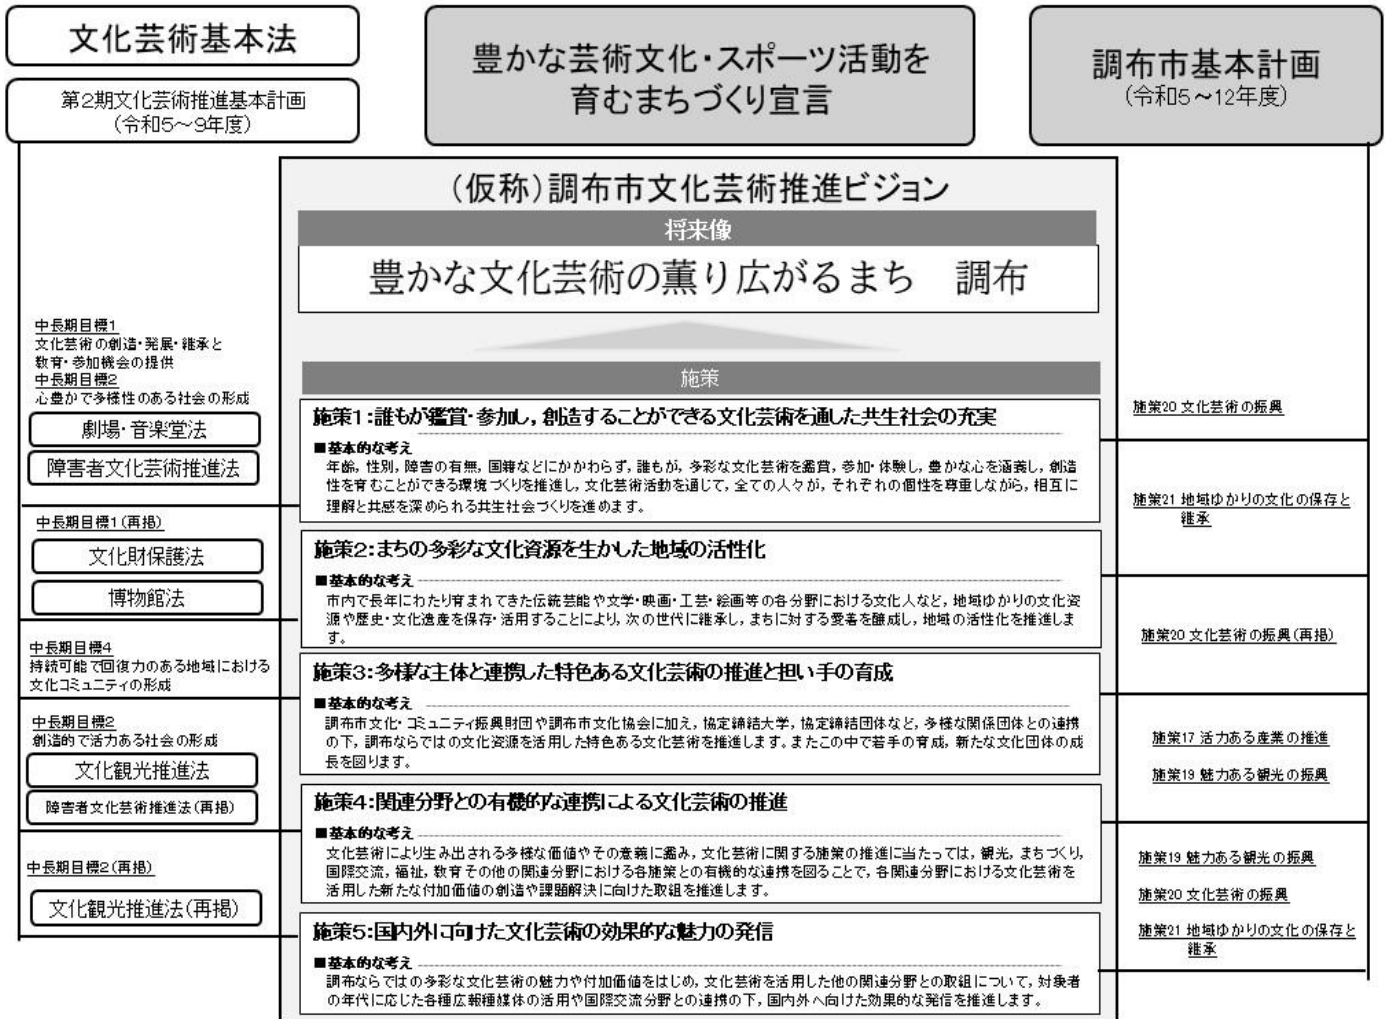 文化芸術基本法
第2期文化芸術推進基本計画
(令和5～9年度)
豊かな芸術文化・スポーツ活動を
育むまちづくり宣言
調布市基本計画
(令和5～12年度)
(仮称)調布市文化芸術推進ビジョン
将来像
豊かな文化芸術の薫り広がるまち 調布
施策
中長期目標1
文化芸術の創造・発展・継承と
教育・参加機会の提供
中長期目標2
心豊かで多様性のある社会の形成
劇場・音楽堂法
障害者文化芸術推進法
中長期目標1(再掲)
文化財保護法
博物館法
中長期目標4
持続可能で回復力のある地域における
文化コミュニティの形成
中長期目標2
創造的で活力ある社会の形成
文化観光推進法
障害者文化芸術推進法(再掲)
中長期目標2(再掲)
文化観光推進法(再掲)
施策1:誰もが鑑賞・参加し，創造することができる文化芸術を通した共生社会の充実
■基本的な考え
年齢，性別，障害の有無，国籍などにかかわらず，誰もが，多彩な文化芸術を鑑賞，参加・体験し，豊かな心を涵養し，創造
性を育むことができる環境づくりを推進し，文化芸術活動を通じて，全ての人々が，それぞれの個性を尊重しながら，相互に
理解と共感を深められる共生社会づくりを進めます。
施策2:まちの多彩な文化資源を生かした地域の活性化
■基本的な考え
市内で長年にわたり育まれてきた伝統芸能や文学・映画・工芸・絵画等の各分野における文化人など，地域ゆかりの文化資
源や歴史・文化遺産を保存・活用することにより，次の世代に継承し，まちに対する愛着を醸成し，地域の活性化を推進しま
す。
施策3:多様な主体と連携した特色ある文化芸術の推進と担い手の育成
■基本的な考え
調布市文化・コミュニティ振興財団や調布市文化協会に加え，協定締結大学，協定締結団体など，多様な関係団体との連携
の下，調布ならではの文化資源を活用した特色ある文化芸術を推進します。またこの中で若手の育成，新たな文化団体の成
長を図ります。
施策4:関連分野との有機的な連携による文化芸術の推進
■基本的な考え
文化芸術により生み出される多様な価値やその意義に鑑み，文化芸術に関する施策の推進に当たっては，観光，まちづくり，
国際交流，福祉，教育その他の関連分野における各施策との有機的な連携を図ることで，各関連分野における文化芸術を
活用した新たな付加価値の創造や課題解決に向けた取組を推進します。
施策5:国内外に向けた文化芸術の効果的な魅力の発信
■基本的な考え
調布ならではの多彩な文化芸術の魅力や付加価値をはじめ，文化芸術を活用した他の関連分野との取組について，対象者
の年代に応じた各種広報種媒体の活用や国際交流分野との連携の下，国内外へ向けた効果的な発信を推進します。
施策20 文化芸術の振興
施策21 地域ゆかりの文化の保存と
継承
施策20 文化芸術の振興(再掲)
施策17 活力ある産業の推進
施策19 魅力ある観光の振興
施策19 魅力ある観光の振興
施策20 文化芸術の振興
施策21 地域ゆかりの文化の保存と
継承